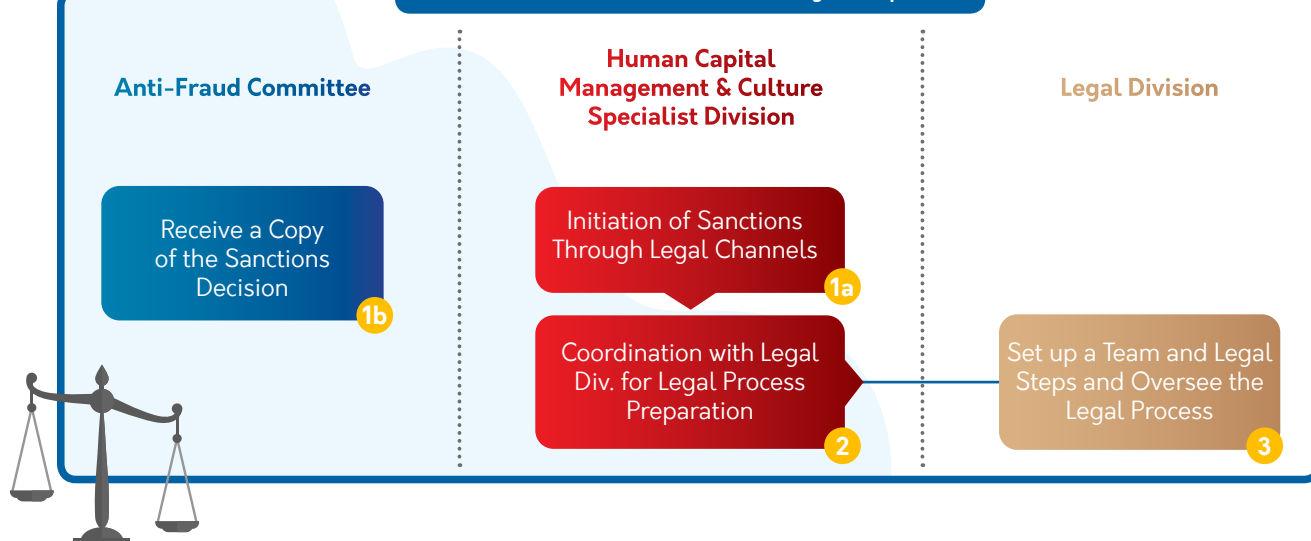 Anti-Fraud Committee
Human Capital
Management & Culture
Specialist Division
Legal Division
Receive a Copy
of the Sanctions
Decision
1b
Initiation of Sanctions
Through Legal Channels
1a
Coordination with Legal
Div. for Legal Process
Preparation
2
Set up a Team and Legal
Steps and Oversee the
Legal Process
3